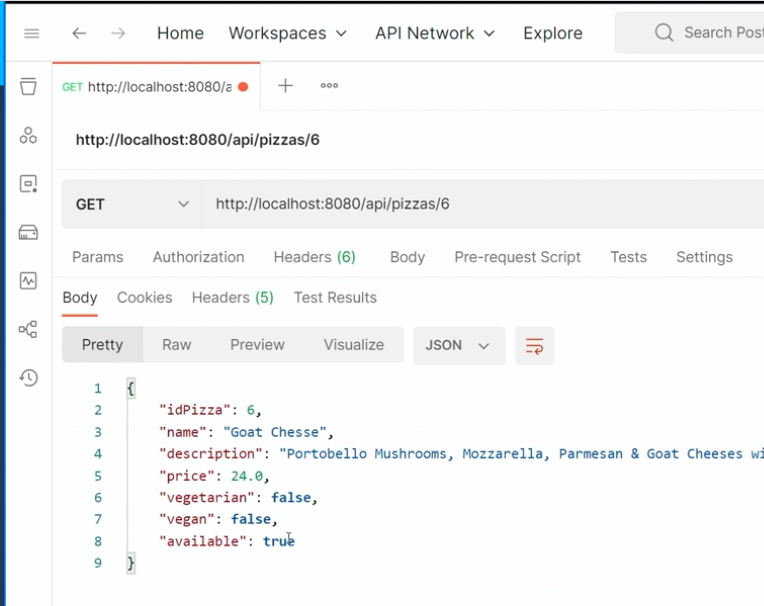 Home Workspaces API Network Explore Search Post
GET http://localhost:8080/a
http://localhost:8080/api/pizzas/6
GET http://localhost:8080/api/pizzas/6
Params Authorization Headers (6) Body Pre-request Script Tests Settings
Body Cookies Headers (5) Test Results
Pretty Raw Preview Visualize JSON
1 {
2 "idPizza": 6,
3 "name": "Goat Chesse",
4 "description": "Portobello Mushrooms, Mozzarella, Parmesan & Goat Cheeses wi
5 "price": 24.0,
6 "vegetarian": false,
7 "vegan": false,
8 "available": true
9 }